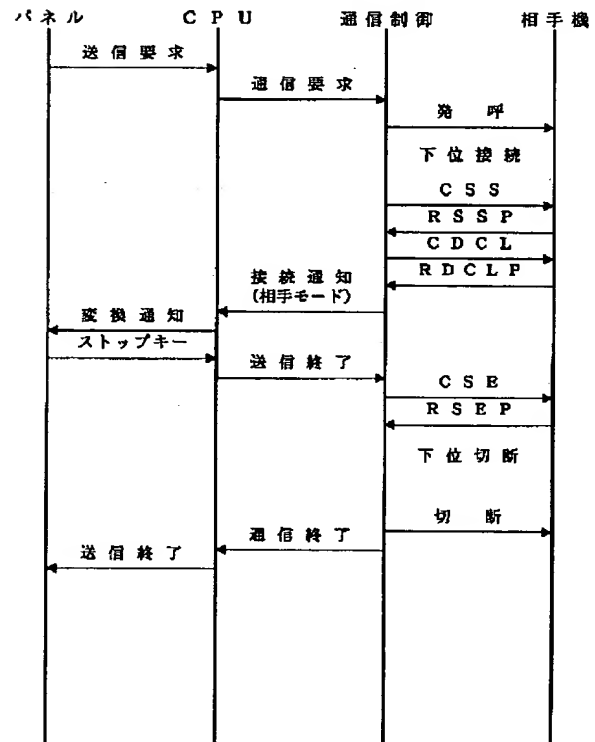 パネル CPU 通信制御 相手機
送信要求
通信要求
発呼
下位接続
CSS
RSSP
CDCL
RDCLP
接続通知
(相手モード)
変換通知
ストップキー
送信終了
CSE
RSEP
下位切断
切断
通信終了
送信終了